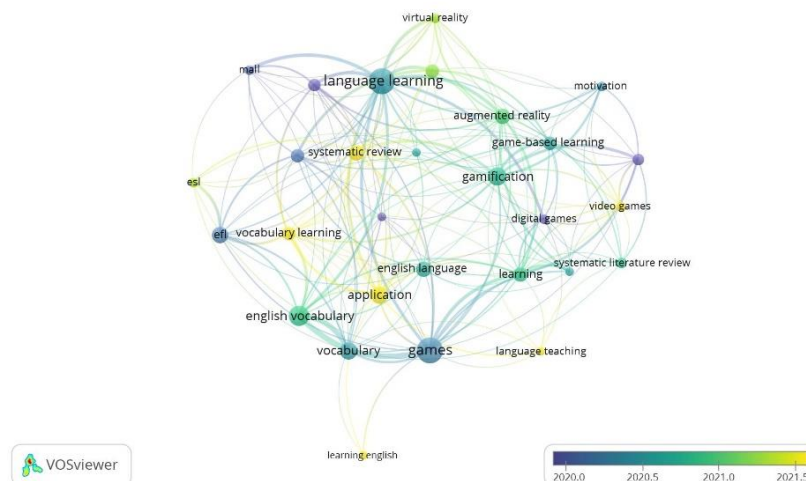 virtual reality
mall
language learning
motivation
augmented reality
game-based learning
systematic review
gamification
esl
video games
digital games
efl
vocabulary learning
english language
learning
systematic literature review
application
english vocabulary
vocabulary
games
language teaching
learning english
VOSviewer
2020.0 2020.5 2021.0 2021.5